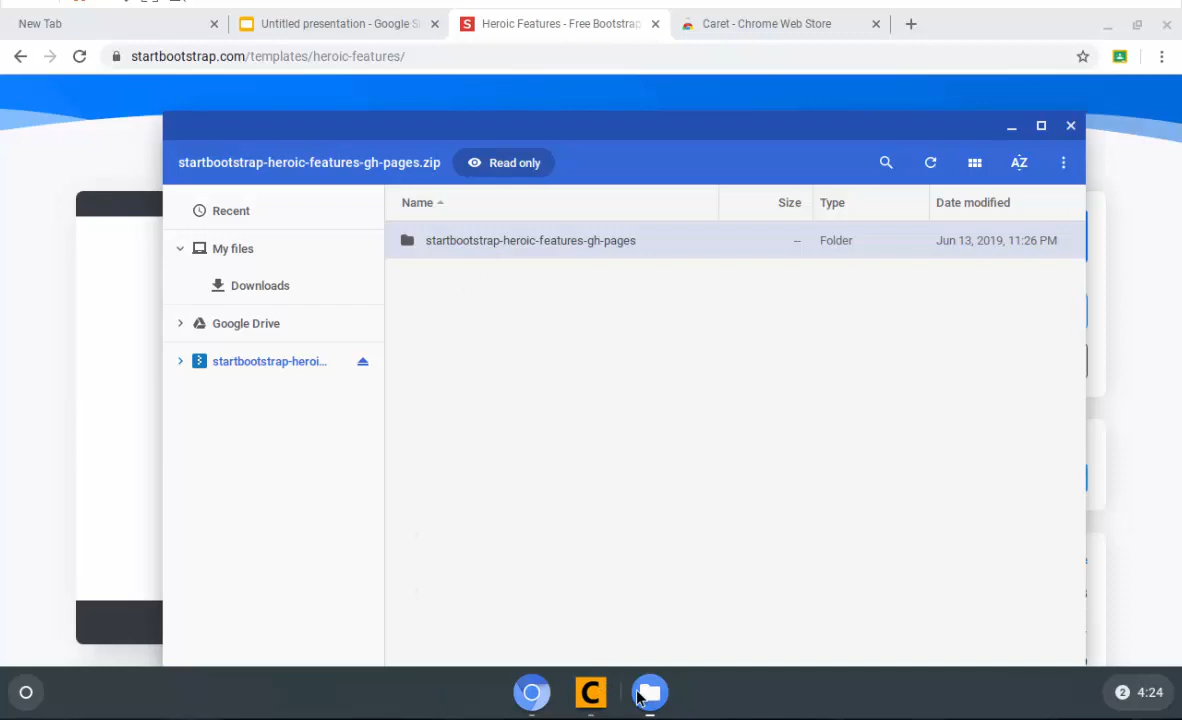 New Tab
Untitled presentation - Google S
Heroic Features - Free Bootstrap
Caret - Chrome Web Store
startbootstrap.com/templates/heroic-features/
startbootstrap-heroic-features-gh-pages.zip
Read only
AZ
Name
Size
Type
Date modified
Recent
startbootstrap-heroic-features-gh-pages
--
Folder
Jun 13, 2019, 11:26 PM
My files
Downloads
Google Drive
startbootstrap-heroi...
C
2
4:24